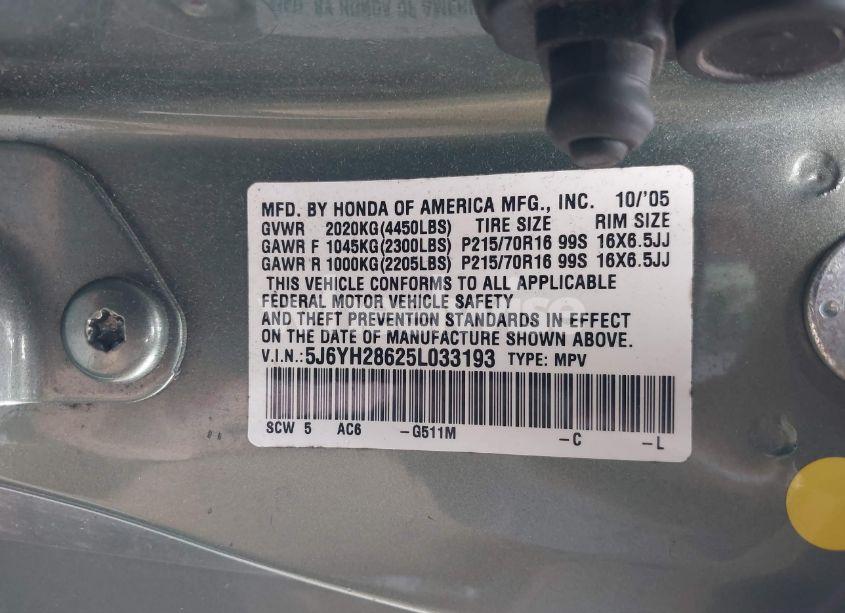 MFD. BY HONDA OF AMERICA MFG., INC. 10/'05
GVWR 2020KG(4450LBS) TIRE SIZE RIM SIZE
GAWR F 1045KG(2300LBS) P215/70R16 99S 16X6.5JJ
GAWR R 1000KG(2205LBS) P215/70R16 99S 16X6.5JJ
THIS VEHICLE CONFORMS TO ALL APPLICABLE
FEDERAL MOTOR VEHICLE SAFETY
AND THEFT PREVENTION STANDARDS IN EFFECT
ON THE DATE OF MANUFACTURE SHOWN ABOVE.
V.I.N.: 5J6YH28625L033193 TYPE: MPV
SCW 5 AC6 -G511M -C -L